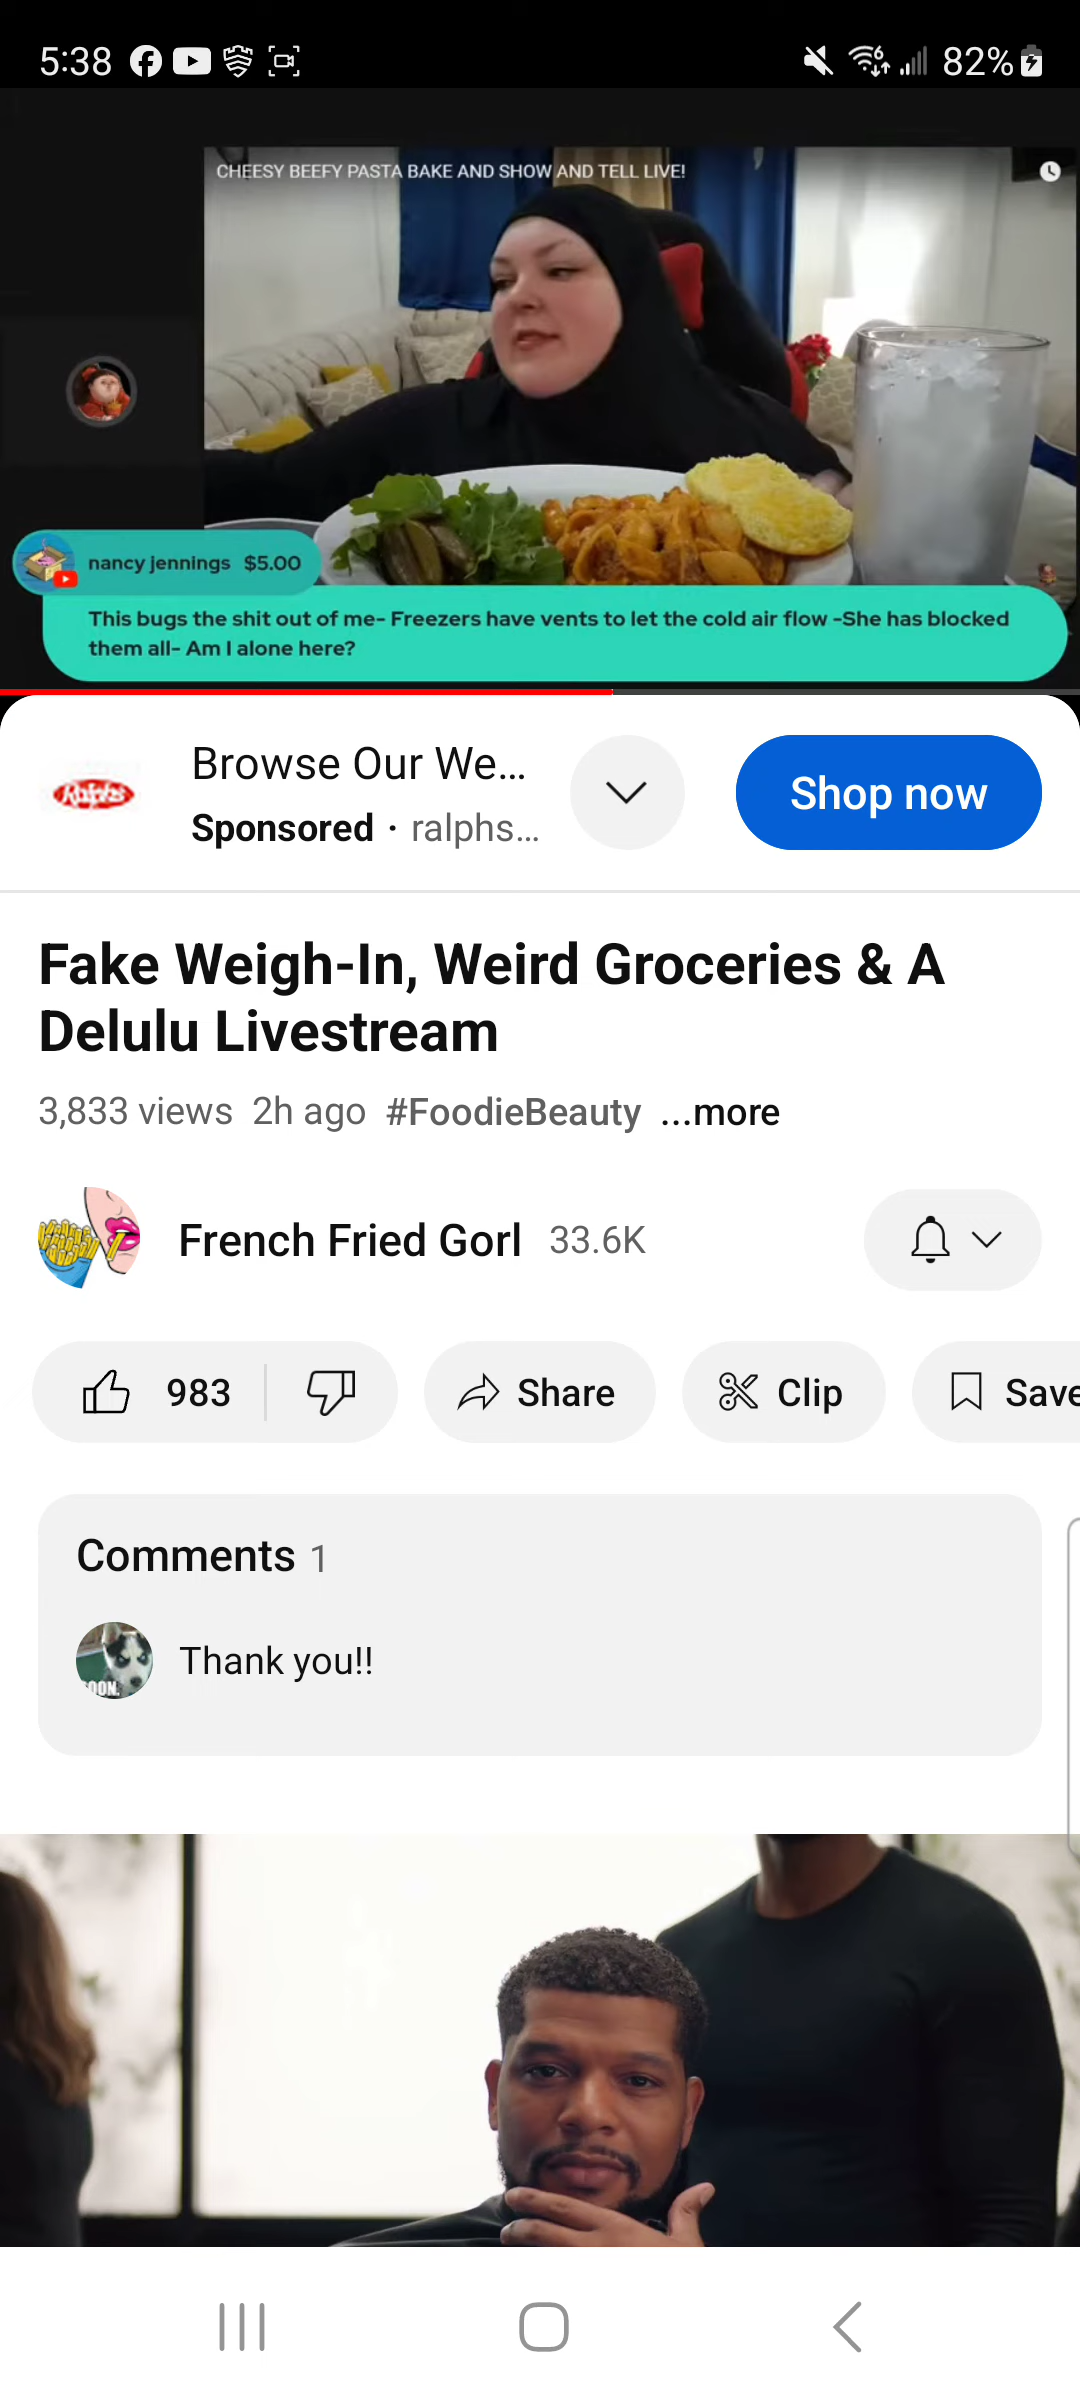 5:38
82%
CHEESY BEEFY PASTA BAKE AND SHOW AND TELL LIVE!
nancy jennings $5.00
This bugs the shit out of me- Freezers have vents to let the cold air flow -She has blocked
them all- Am I alone here?
Ralphs
Browse Our We...
Shop now
Sponsored · ralphs...
Fake Weigh-In, Weird Groceries & A
Delulu Livestream
3,833 views 2h ago #FoodieBeauty ...more
French Fried Gorl 33.6K
983
Share
Clip
Save
Comments 1
Thank you!!
OON.